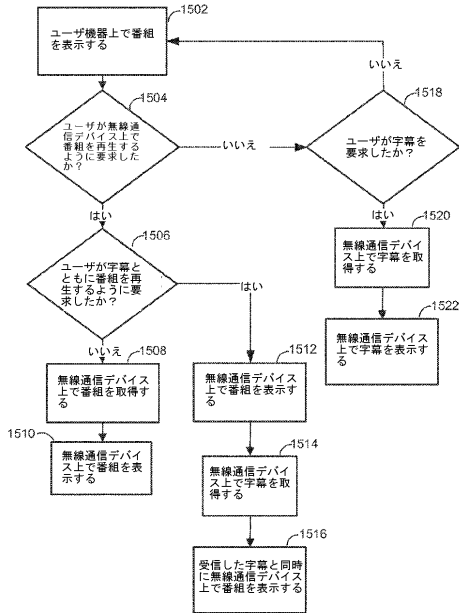 1502
ユーザ機器上で番組
を表示する
いいえ
1504
1518
ユーザが無線通
信デバイス上で
番組を再生する
ように要求した
か？
いいえ
ユーザが字幕を
要求したか？
はい
はい
1506
1520
ユーザが字幕と
ともに番組を再
生するように要
求したか？
はい
無線通信デバイス
上で字幕を取
得する
いいえ
1522
1508
1512
無線通信デバイス
上で字幕を表示す
る
無線通信デバイス
上で番組を取得す
る
無線通信デバイス
上で番組を表示す
る
1510
1514
無線通信デバイ
ス上で番組を表
示する
無線通信デバイ
ス上で字幕を取
得する
1516
受信した字幕と同時
に無線通信デバイス
上で番組を表示する